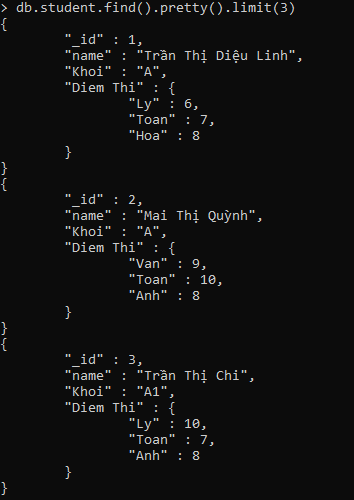 > db.student.find().pretty().limit(3)
{
"_id" : 1,
"name" : "Trần Thị Diệu Linh",
"Khoi" : "A",
"Diem Thi" : {
"Ly" : 6,
"Toan" : 7,
"Hoa" : 8
}
}
{
"_id" : 2,
"name" : "Mai Thị Quỳnh",
"Khoi" : "A",
"Diem Thi" : {
"Van" : 9,
"Toan" : 10,
"Anh" : 8
}
}
{
"_id" : 3,
"name" : "Trần Thị Chi",
"Khoi" : "A1",
"Diem Thi" : {
"Ly" : 10,
"Toan" : 7,
"Anh" : 8
}
}